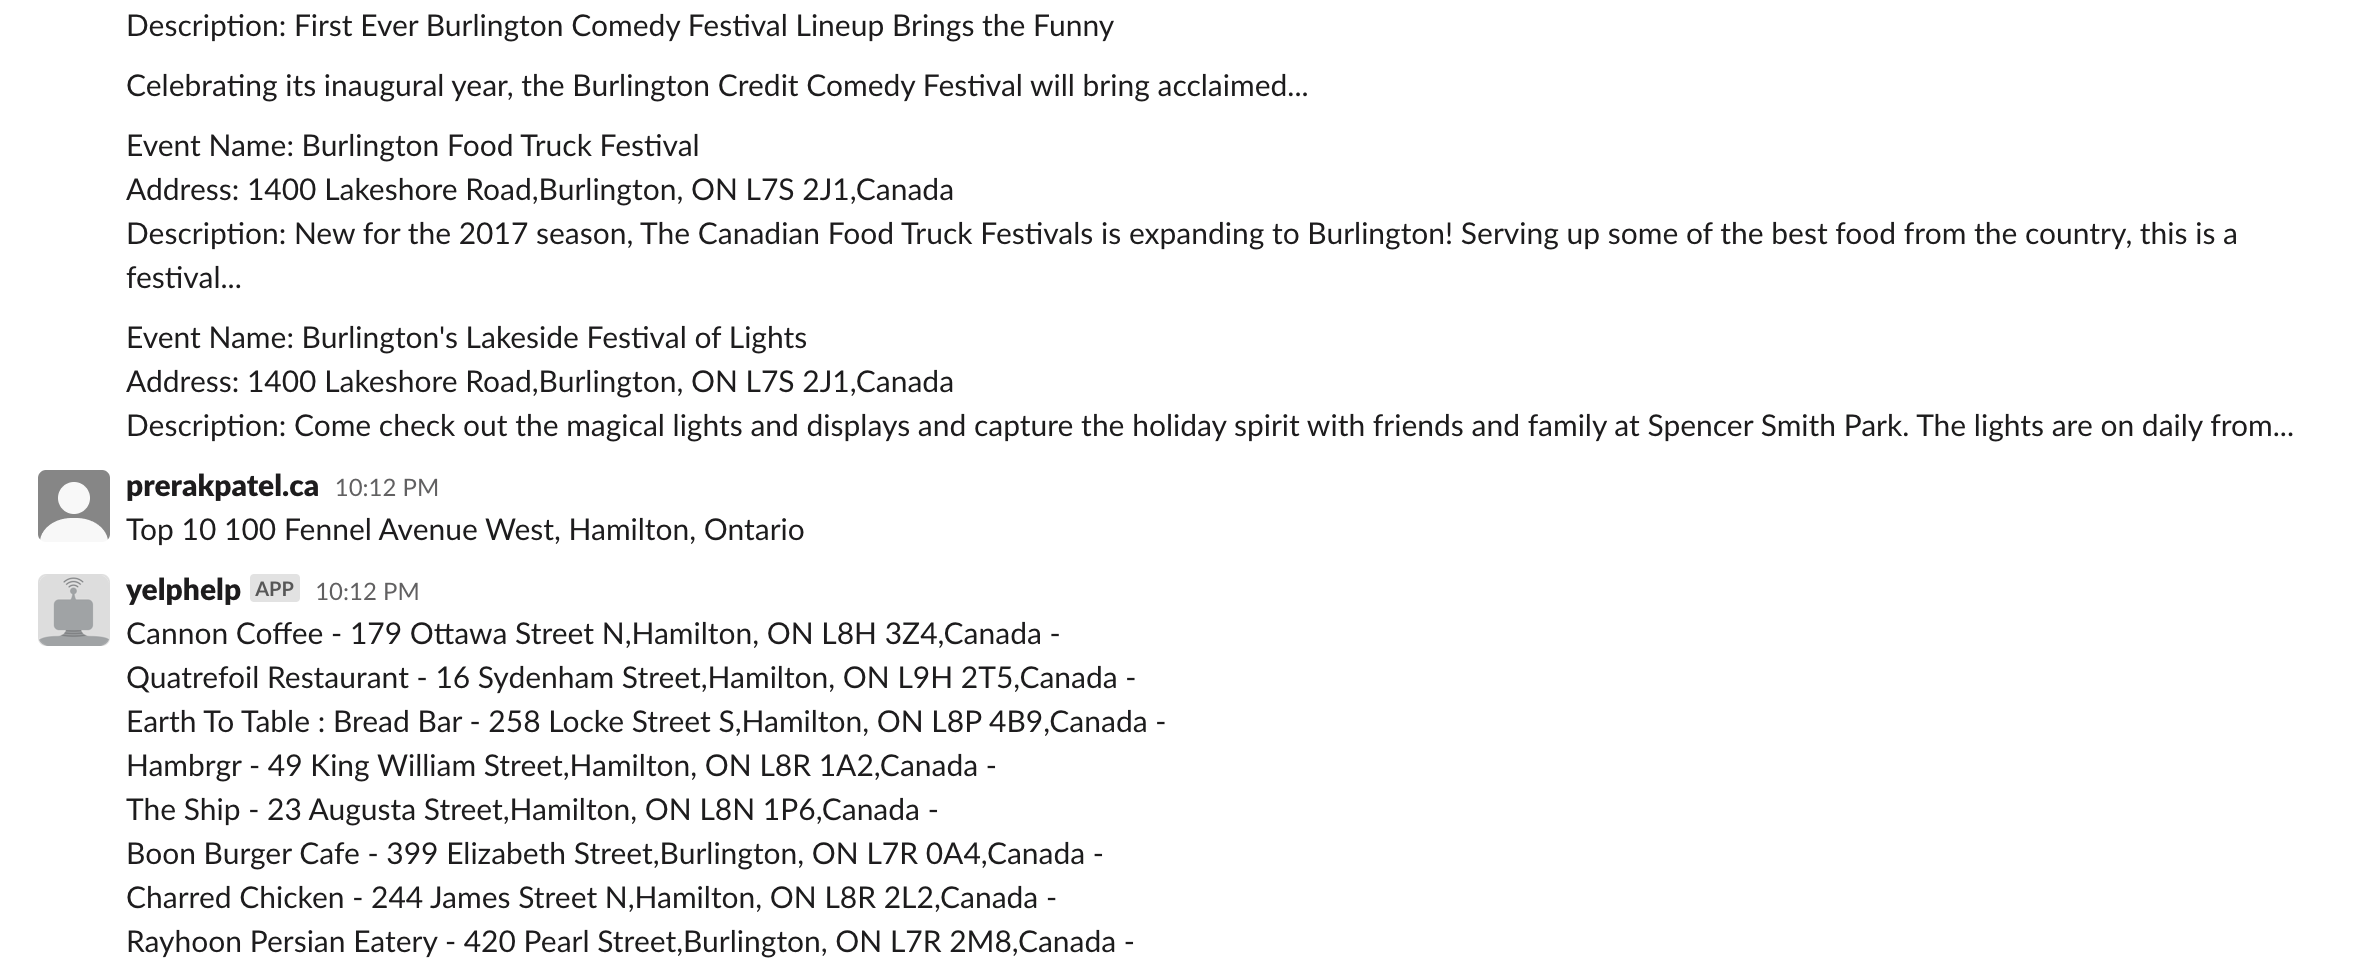 Description: First Ever Burlington Comedy Festival Lineup Brings the Funny
Celebrating its inaugural year, the Burlington Credit Comedy Festival will bring acclaimed...
Event Name: Burlington Food Truck Festival
Address: 1400 Lakeshore Road,Burlington, ON L7S 2J1,Canada
Description: New for the 2017 season, The Canadian Food Truck Festivals is expanding to Burlington! Serving up some of the best food from the country, this is a
festival...
Event Name: Burlington's Lakeside Festival of Lights
Address: 1400 Lakeshore Road,Burlington, ON L7S 2J1,Canada
Description: Come check out the magical lights and displays and capture the holiday spirit with friends and family at Spencer Smith Park. The lights are on daily from...
prerakpatel.ca 10:12 PM
Top 10 100 Fennel Avenue West, Hamilton, Ontario
yelphelp APP 10:12 PM
Cannon Coffee - 179 Ottawa Street N,Hamilton, ON L8H 3Z4,Canada -
Quatrefoil Restaurant - 16 Sydenham Street,Hamilton, ON L9H 2T5,Canada -
Earth To Table : Bread Bar - 258 Locke Street S,Hamilton, ON L8P 4B9,Canada -
Hambrgr - 49 King William Street,Hamilton, ON L8R 1A2,Canada -
The Ship - 23 Augusta Street,Hamilton, ON L8N 1P6,Canada -
Boon Burger Cafe - 399 Elizabeth Street,Burlington, ON L7R 0A4,Canada -
Charred Chicken - 244 James Street N,Hamilton, ON L8R 2L2,Canada -
Rayhoon Persian Eatery - 420 Pearl Street,Burlington, ON L7R 2M8,Canada -